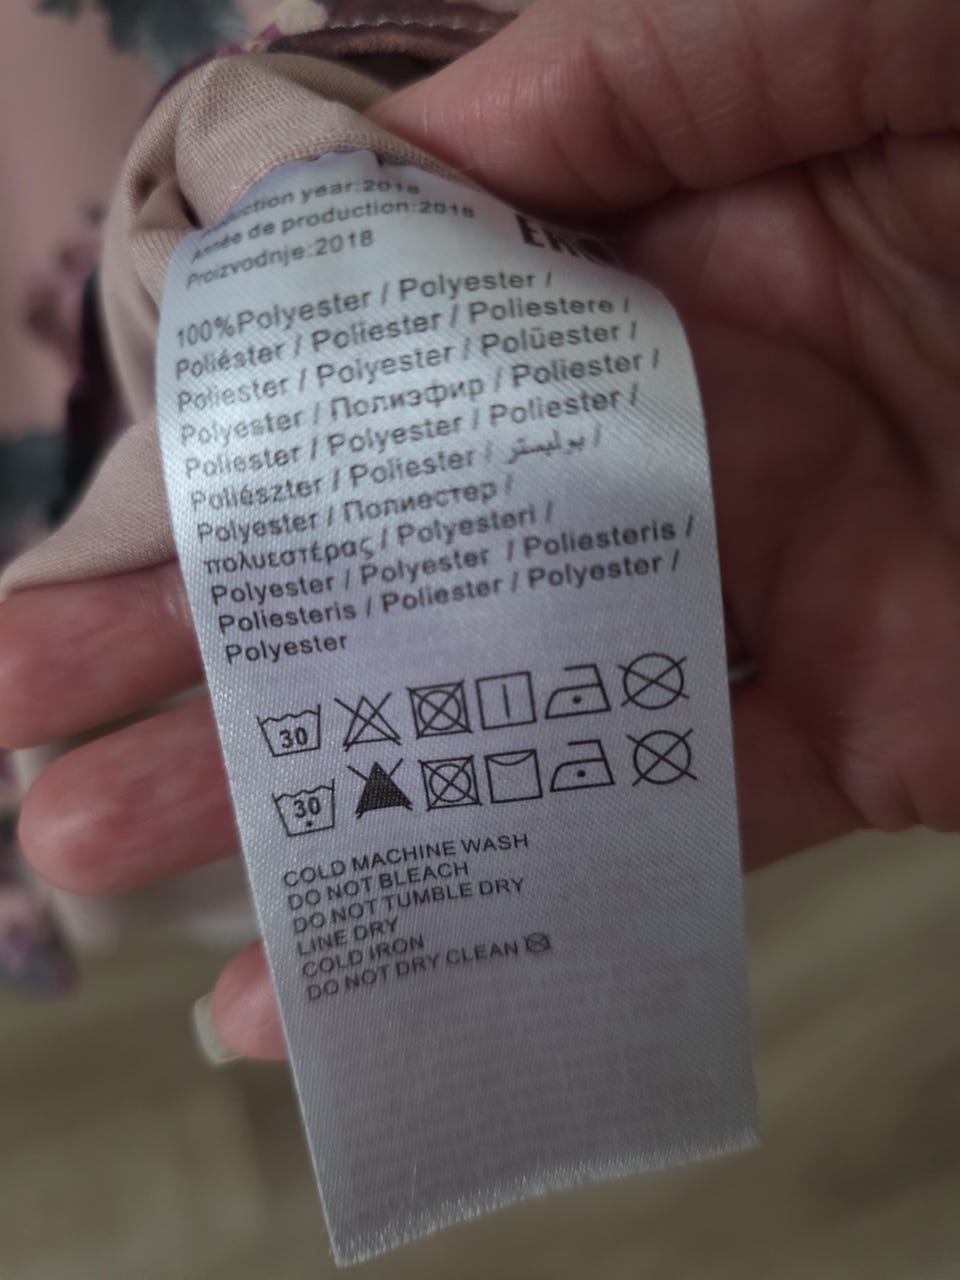 year:2018
Année de production:2018
Proizvodnje:2018
100%Polyester / Polyester /
Poliéster / Poliester / Poliestere /
Poliester / Polyester / Polüester /
Polyester / Полиэфир / Poliester /
Poliester / Polyester / Poliester /
Poliészter / Poliester / بوليستر /
Polyester / Полиестер /
πολυεστέρας / Polyesteri /
Polyester / Polyester / Poliesteris /
Poliesteris / Poliester / Polyester /
Polyester
30
30
COLD MACHINE WASH
DO NOT BLEACH
DO NOT TUMBLE DRY
LINE DRY
COLD IRON
DO NOT DRY CLEAN